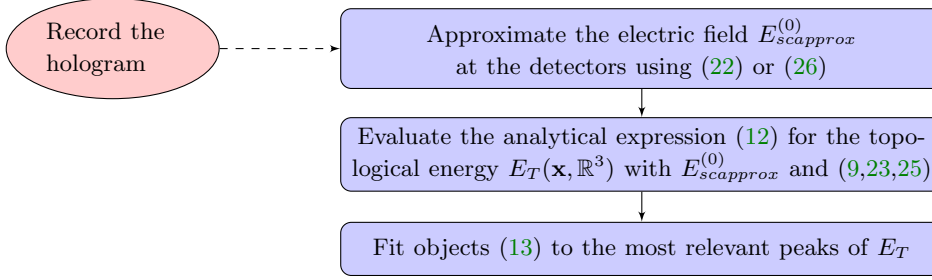 Record the
hologram
Approximate the electric field $E_{scapprox}^{(0)}$
at the detectors using (22) or (26)
Evaluate the analytical expression (12) for the topo-
logical energy $E_T(\mathbf{x}, \mathbb{R}^3)$ with $E_{scapprox}^{(0)}$ and (9,23,25)
Fit objects (13) to the most relevant peaks of $E_T$